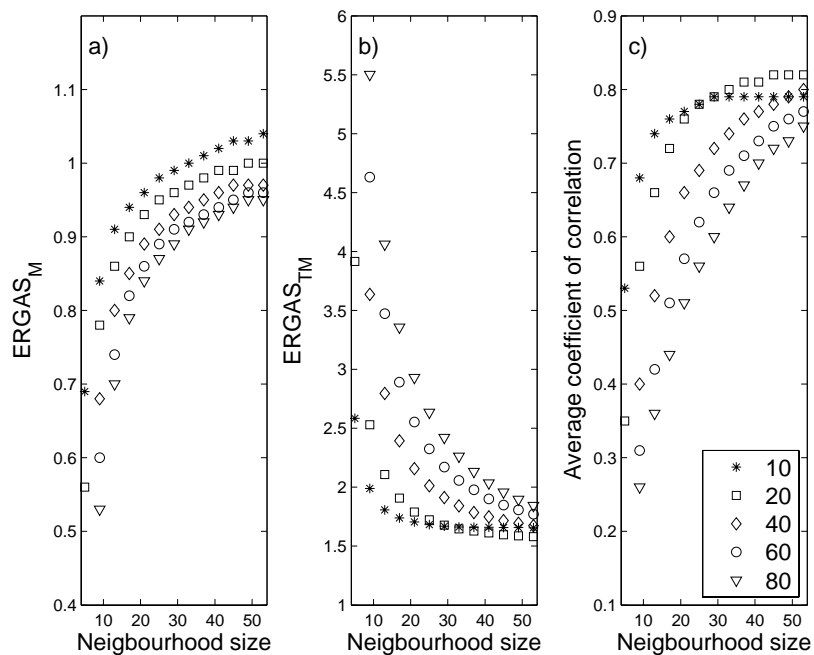 a)
1.1
1
0.9
0.8
0.7
0.6
0.5
0.4
10 20 30 40 50
Neigbourhood size
ERGAS_M
b)
6
5.5
5
4.5
4
3.5
3
2.5
2
1.5
1
10 20 30 40 50
Neigbourhood size
ERGAS_TM
c)
0.9
0.8
0.7
0.6
0.5
0.4
0.3
0.2
0.1
10 20 30 40 50
Neigbourhood size
Average coefficient of correlation
10
20
40
60
80